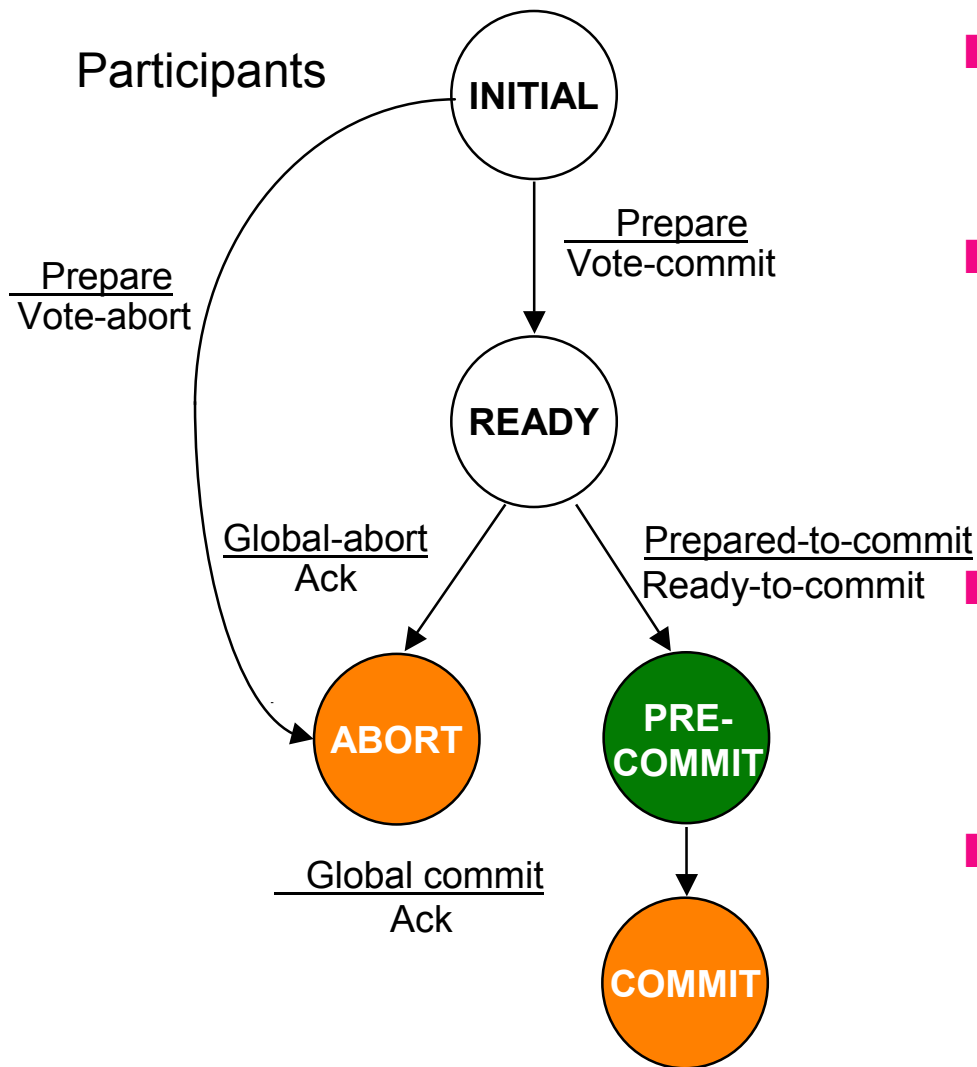 Participants
INITIAL
Prepare
Vote-commit
Prepare
Vote-abort
READY
Global-abort
Ack
Prepared-to-commit
Ready-to-commit
ABORT
PRE-
COMMIT
Global commit
Ack
COMMIT